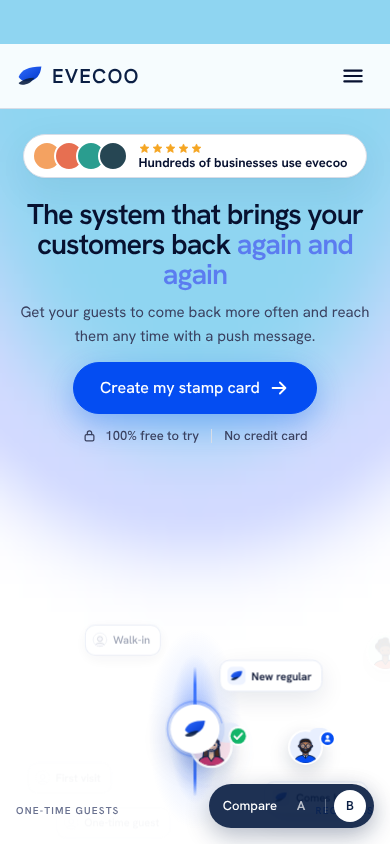 EVECOO
Hundreds of businesses use evecoo
The system that brings your
customers back again and
again
Get your guests to come back more often and reach
them any time with a push message.
Create my stamp card
100% free to try
No credit card
Walk-in
New regular
First visit
ONE-TIME GUESTS
Compare A B